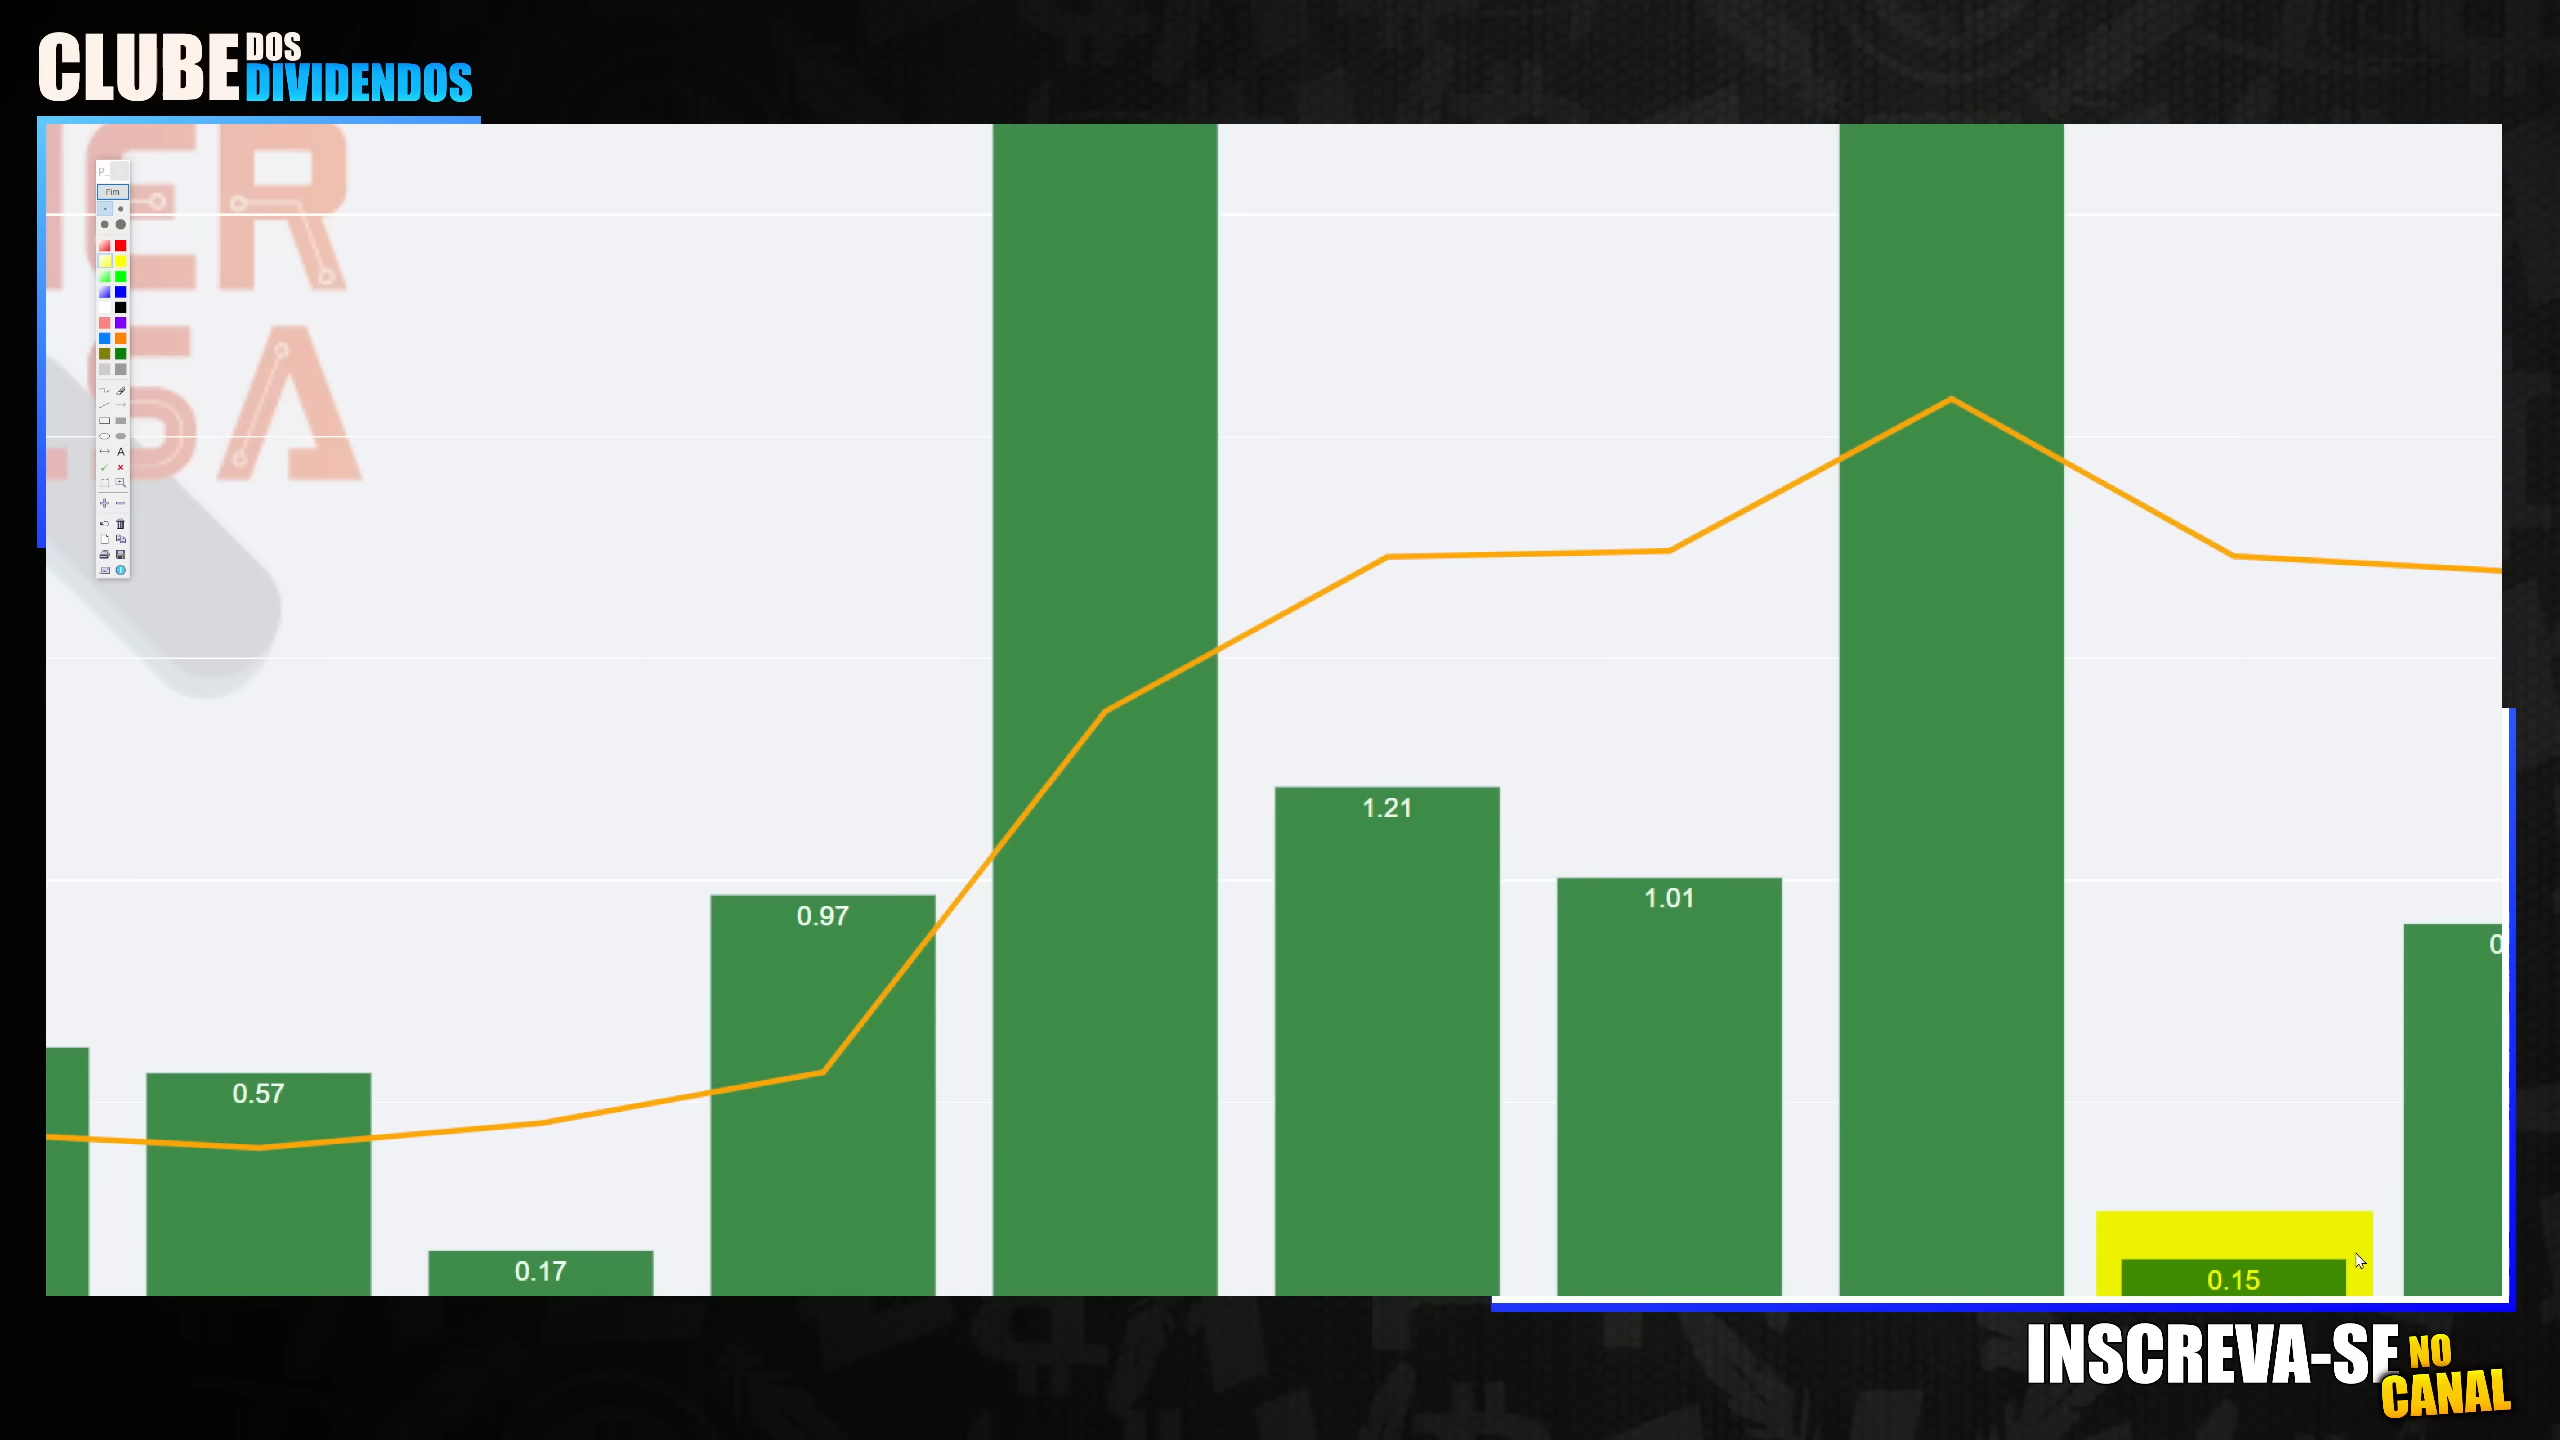 CLUBE DOS
DIVIDENDOS
P..
Fim
A
1.21
1.01
0.97
0.57
0.17
0.15
INSCREVA-SE NO
CANAL